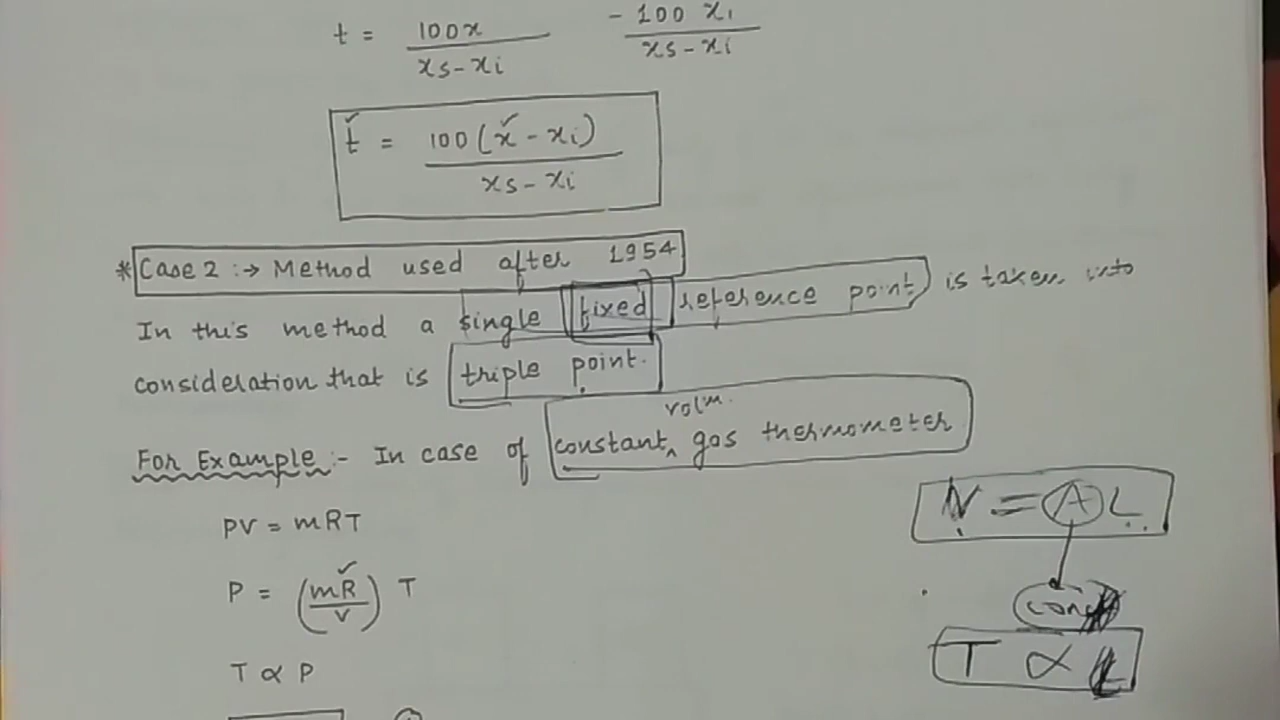 t = 100x / xs-xi - 100 xi / xs-xi
t = 100(x - xi) / xs - xi
*Case 2 :→ Method used after 1954
In this method a single fixed reference point is taken into
consideration that is triple point.
For Example :- In case of constant volm. gas thermometer
PV = mRT
P = (mR/V) T
T ∝ P
V = A L
const
T ∝ L